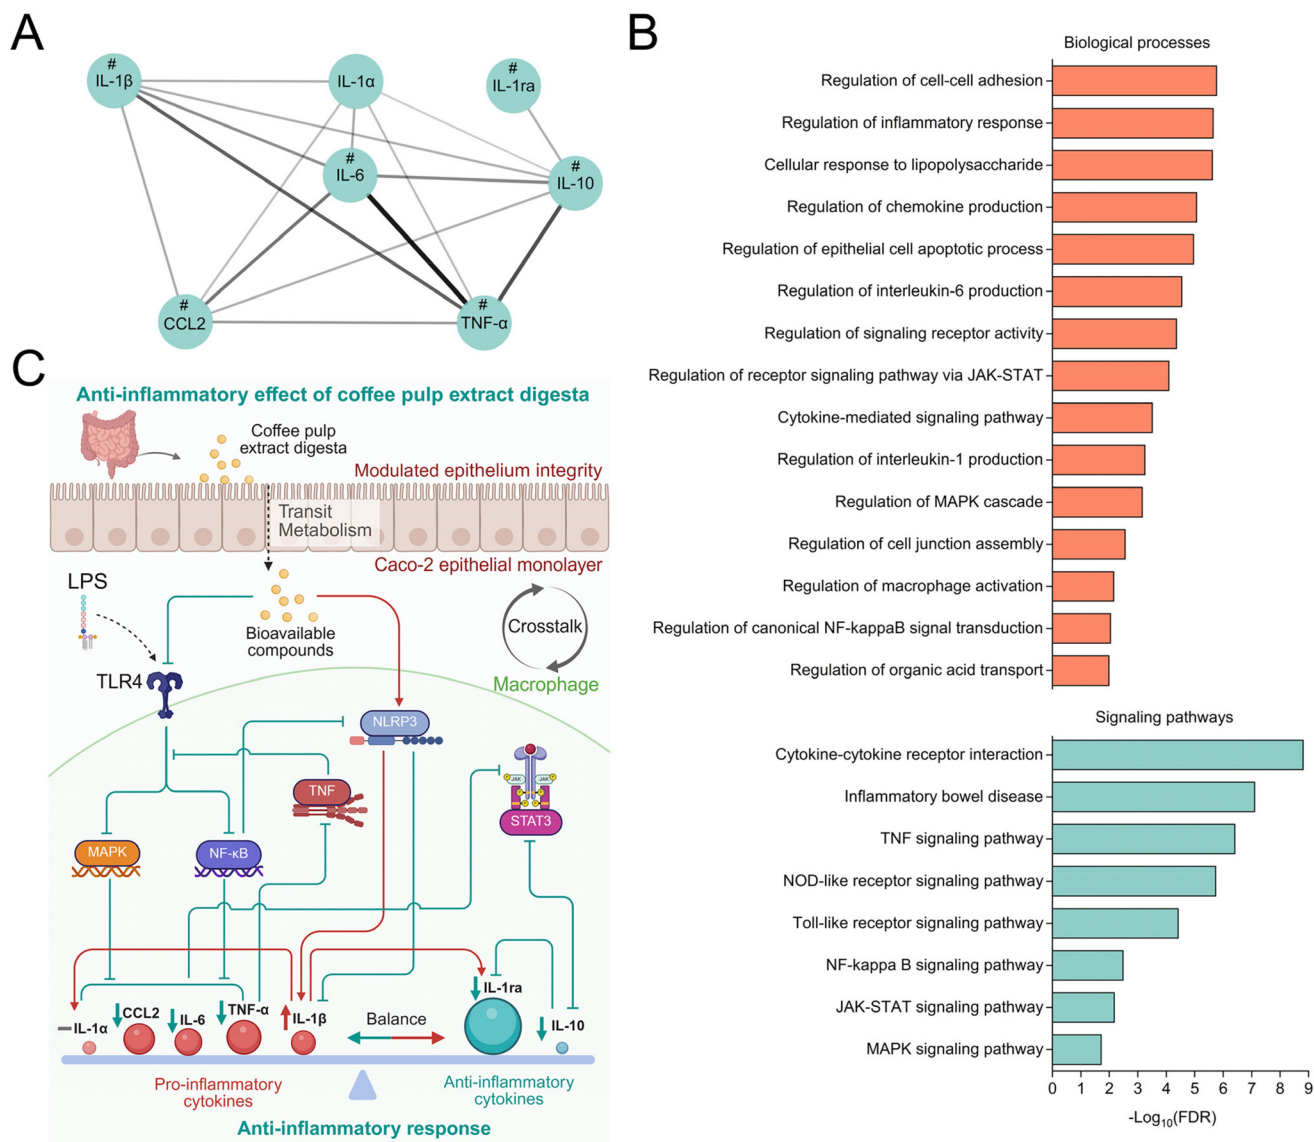 A
#
IL-1β
IL-1α
#
IL-1ra
#
IL-6
#
IL-10
#
CCL2
#
TNF-α
B
Biological processes
Regulation of cell-cell adhesion
Regulation of inflammatory response
Cellular response to lipopolysaccharide
Regulation of chemokine production
Regulation of epithelial cell apoptotic process
Regulation of interleukin-6 production
Regulation of signaling receptor activity
Regulation of receptor signaling pathway via JAK-STAT
Cytokine-mediated signaling pathway
Regulation of interleukin-1 production
Regulation of MAPK cascade
Regulation of cell junction assembly
Regulation of macrophage activation
Regulation of canonical NF-kappaB signal transduction
Regulation of organic acid transport
Signaling pathways
Cytokine-cytokine receptor interaction
Inflammatory bowel disease
TNF signaling pathway
NOD-like receptor signaling pathway
Toll-like receptor signaling pathway
NF-kappa B signaling pathway
JAK-STAT signaling pathway
MAPK signaling pathway
0 1 2 3 4 5 6 7 8 9
-Log10(FDR)
C
Anti-inflammatory effect of coffee pulp extract digesta
Coffee pulp
extract digesta
Modulated epithelium integrity
Transit
Metabolism
Caco-2 epithelial monolayer
LPS
Bioavailable
compounds
Crosstalk
Macrophage
TLR4
NLRP3
TNF
JAK
JAK
STAT3
MAPK
NF-κB
IL-1α
CCL2
IL-6
TNF-α
IL-1β
Balance
IL-1ra
IL-10
Pro-inflammatory
cytokines
Anti-inflammatory
cytokines
Anti-inflammatory response